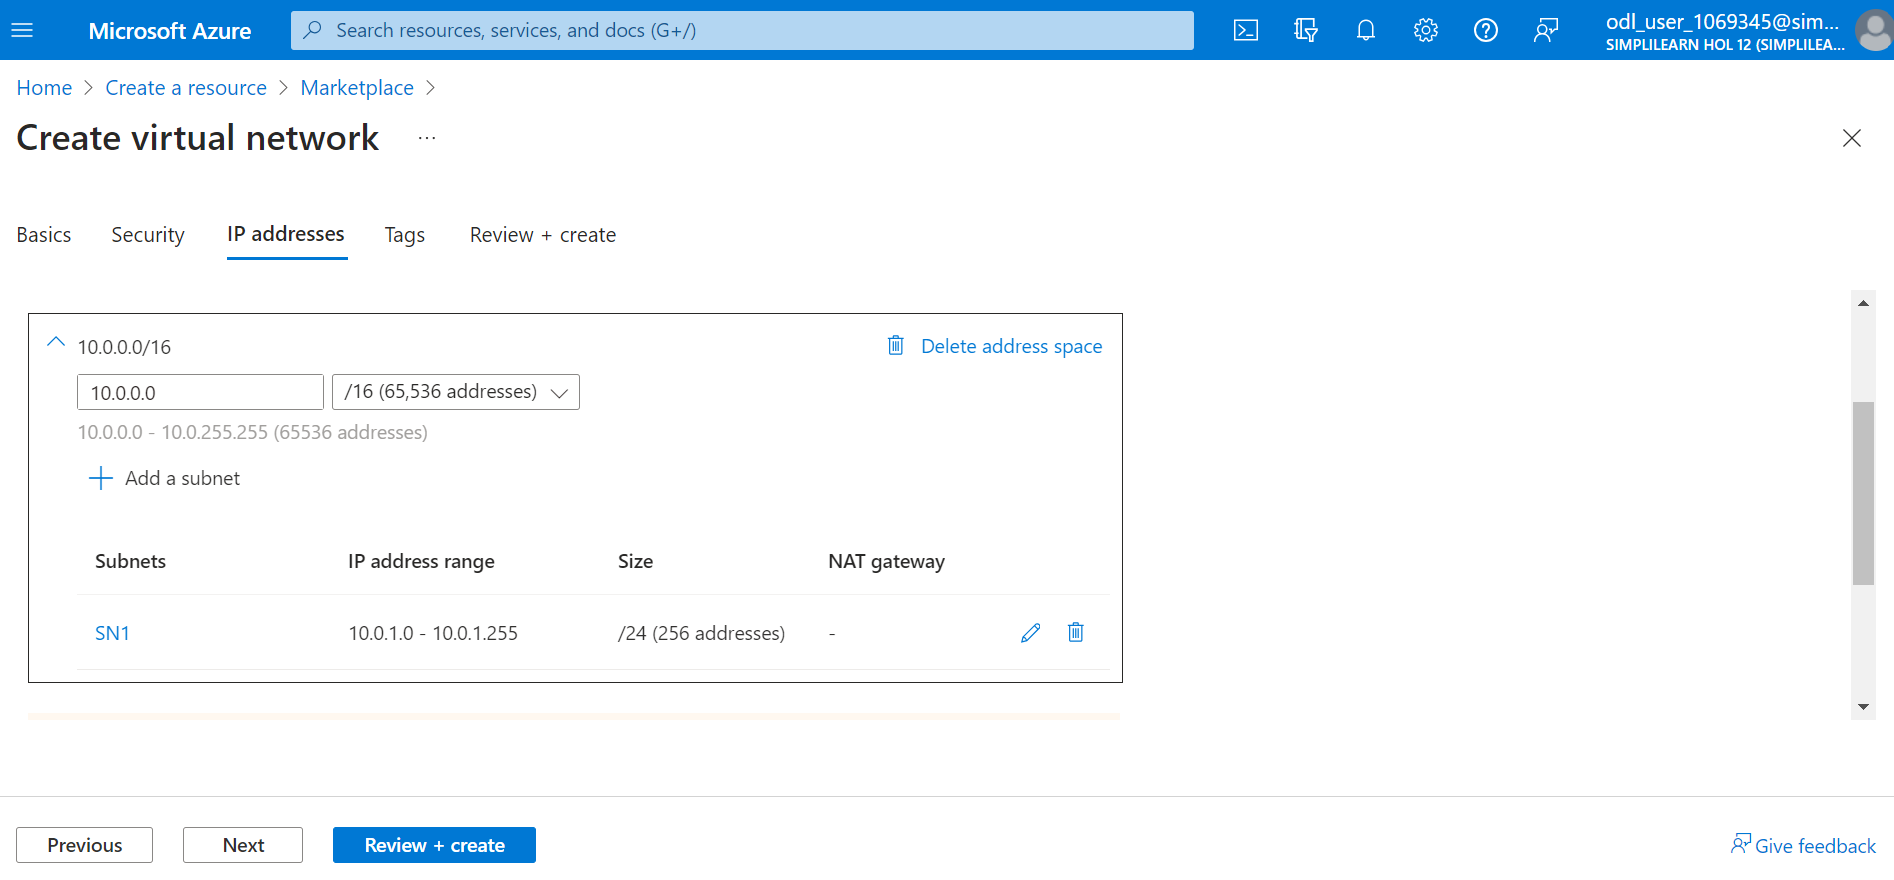 Microsoft Azure
Search resources, services, and docs (G+/)
odl_user_1069345@sim...
SIMPLILEARN HOL 12 (SIMPLILEA...
Home > Create a resource > Marketplace >
Create virtual network ...
Basics Security IP addresses Tags Review + create
10.0.0.0/16 Delete address space
10.0.0.0 /16 (65,536 addresses)
10.0.0.0 - 10.0.255.255 (65536 addresses)
+ Add a subnet
Subnets IP address range Size NAT gateway
SN1 10.0.1.0 - 10.0.1.255 /24 (256 addresses) -
Previous Next Review + create Give feedback